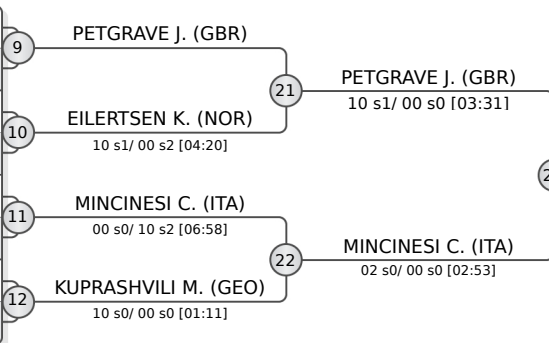 PETGRAVE J. (GBR)
9
21
PETGRAVE J. (GBR)
10 s1/ 00 s0 [03:31]
EILERTSEN K. (NOR)
10
10 s1/ 00 s2 [04:20]
MINCINESI C. (ITA)
11
00 s0/ 10 s2 [06:58]
22
MINCINESI C. (ITA)
02 s0/ 00 s0 [02:53]
KUPRASHVILI M. (GEO)
12
10 s0/ 00 s0 [01:11]